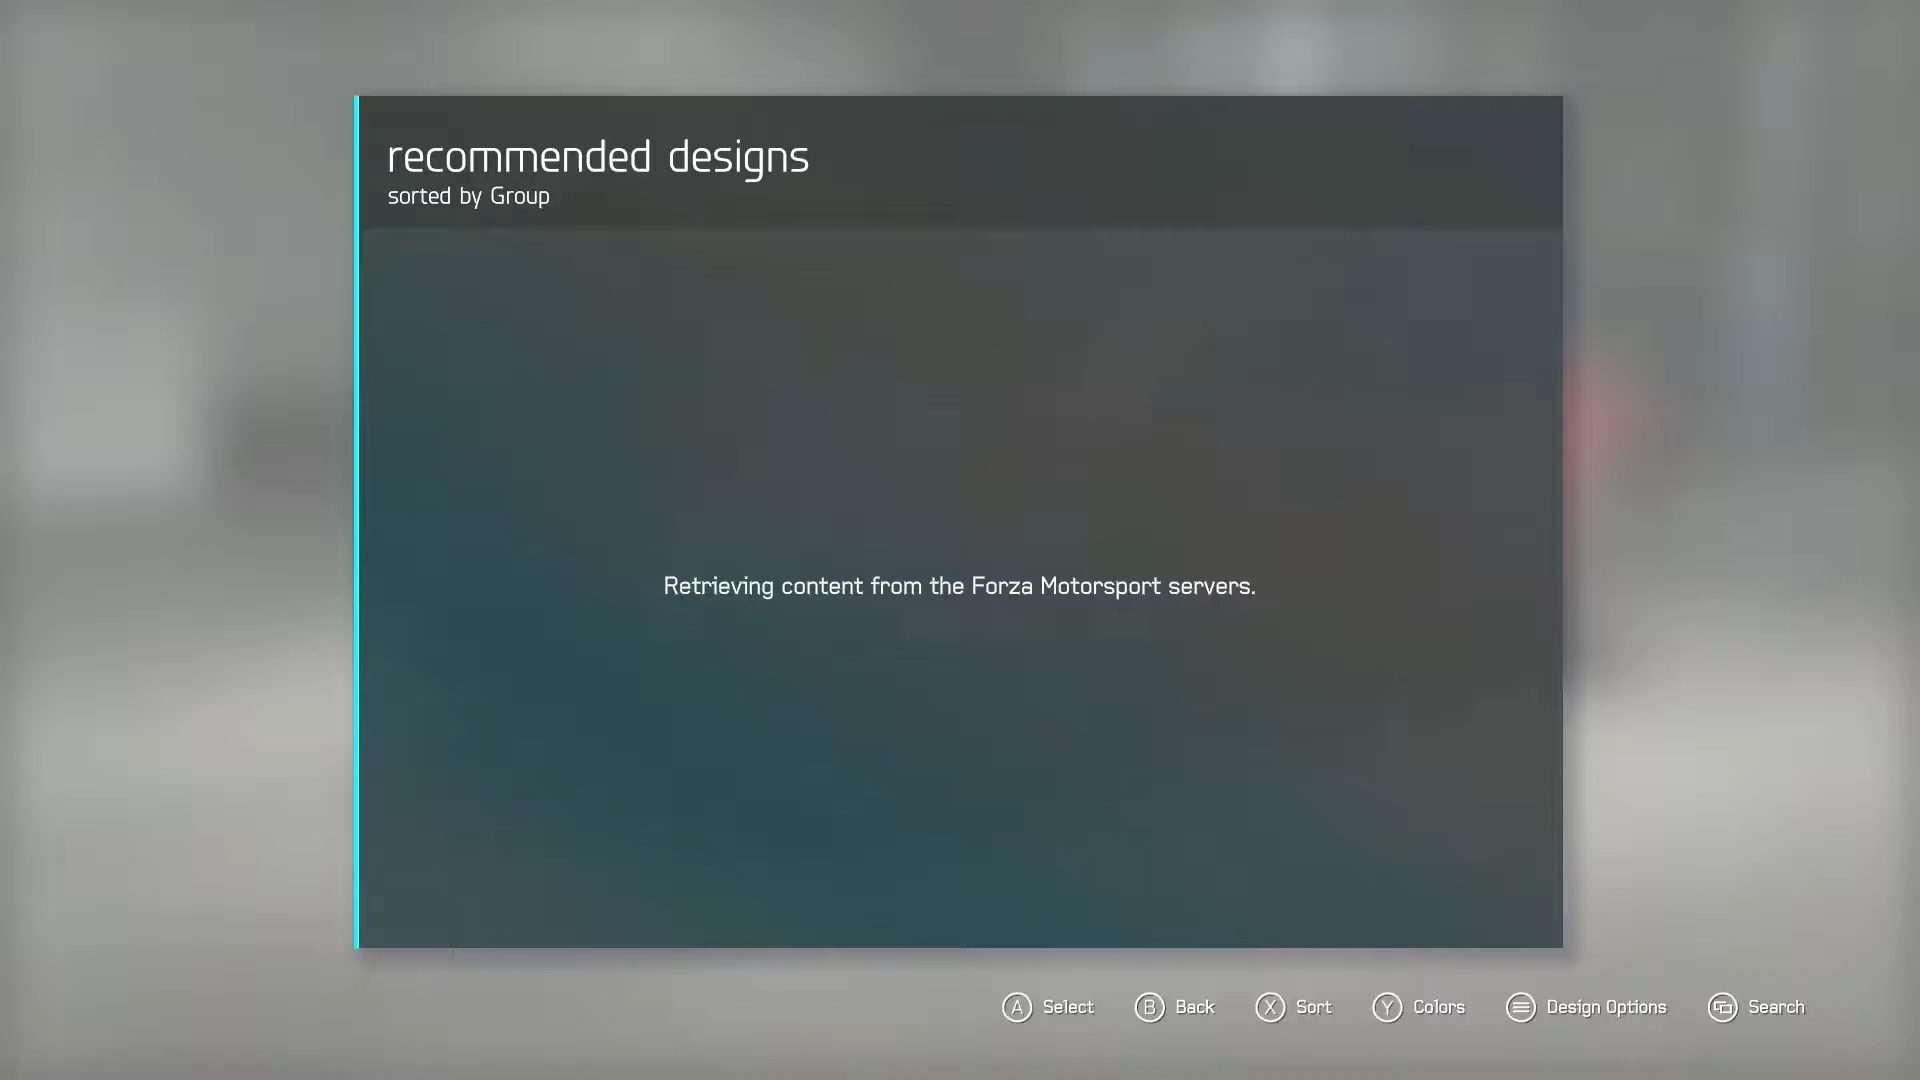 recommended designs
sorted by Group
Retrieving content from the Forza Motorsport servers.
A Select B Back X Sort Y Colors Design Options Search